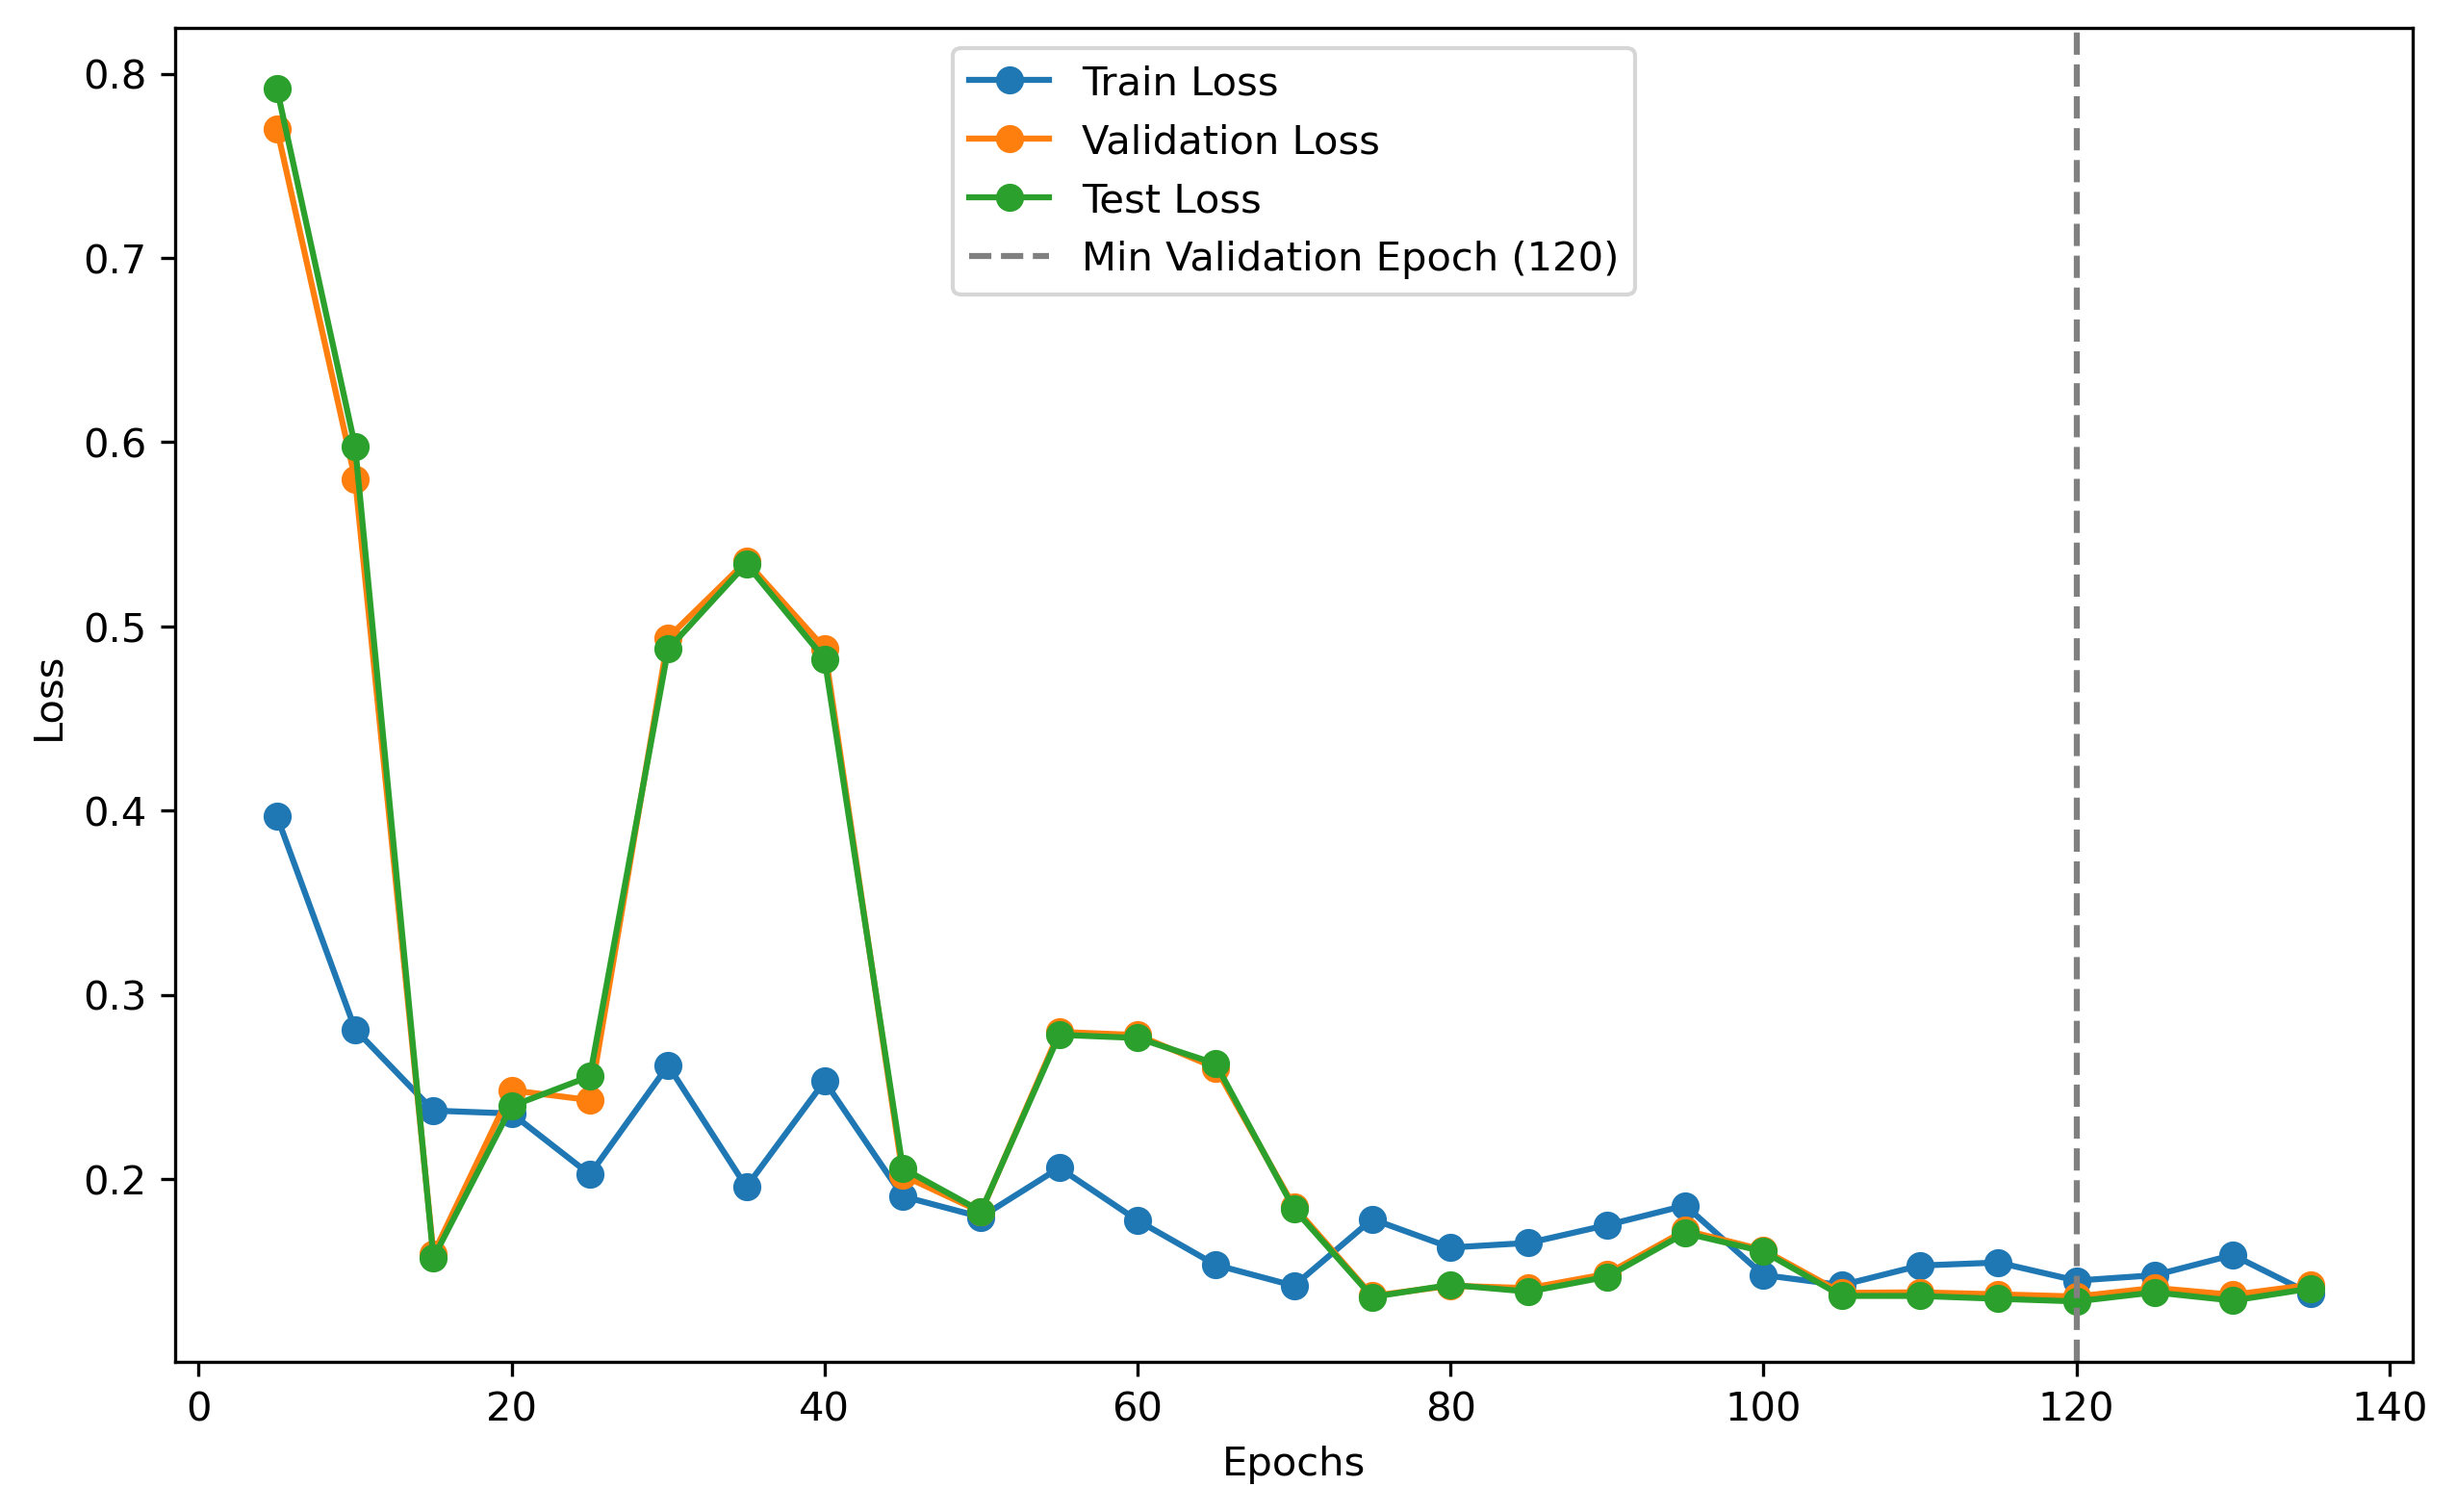 Train Loss
Validation Loss
Test Loss
Min Validation Epoch (120)
0.8
0.7
0.6
0.5
0.4
0.3
0.2
Loss
0 20 40 60 80 100 120 140
Epochs